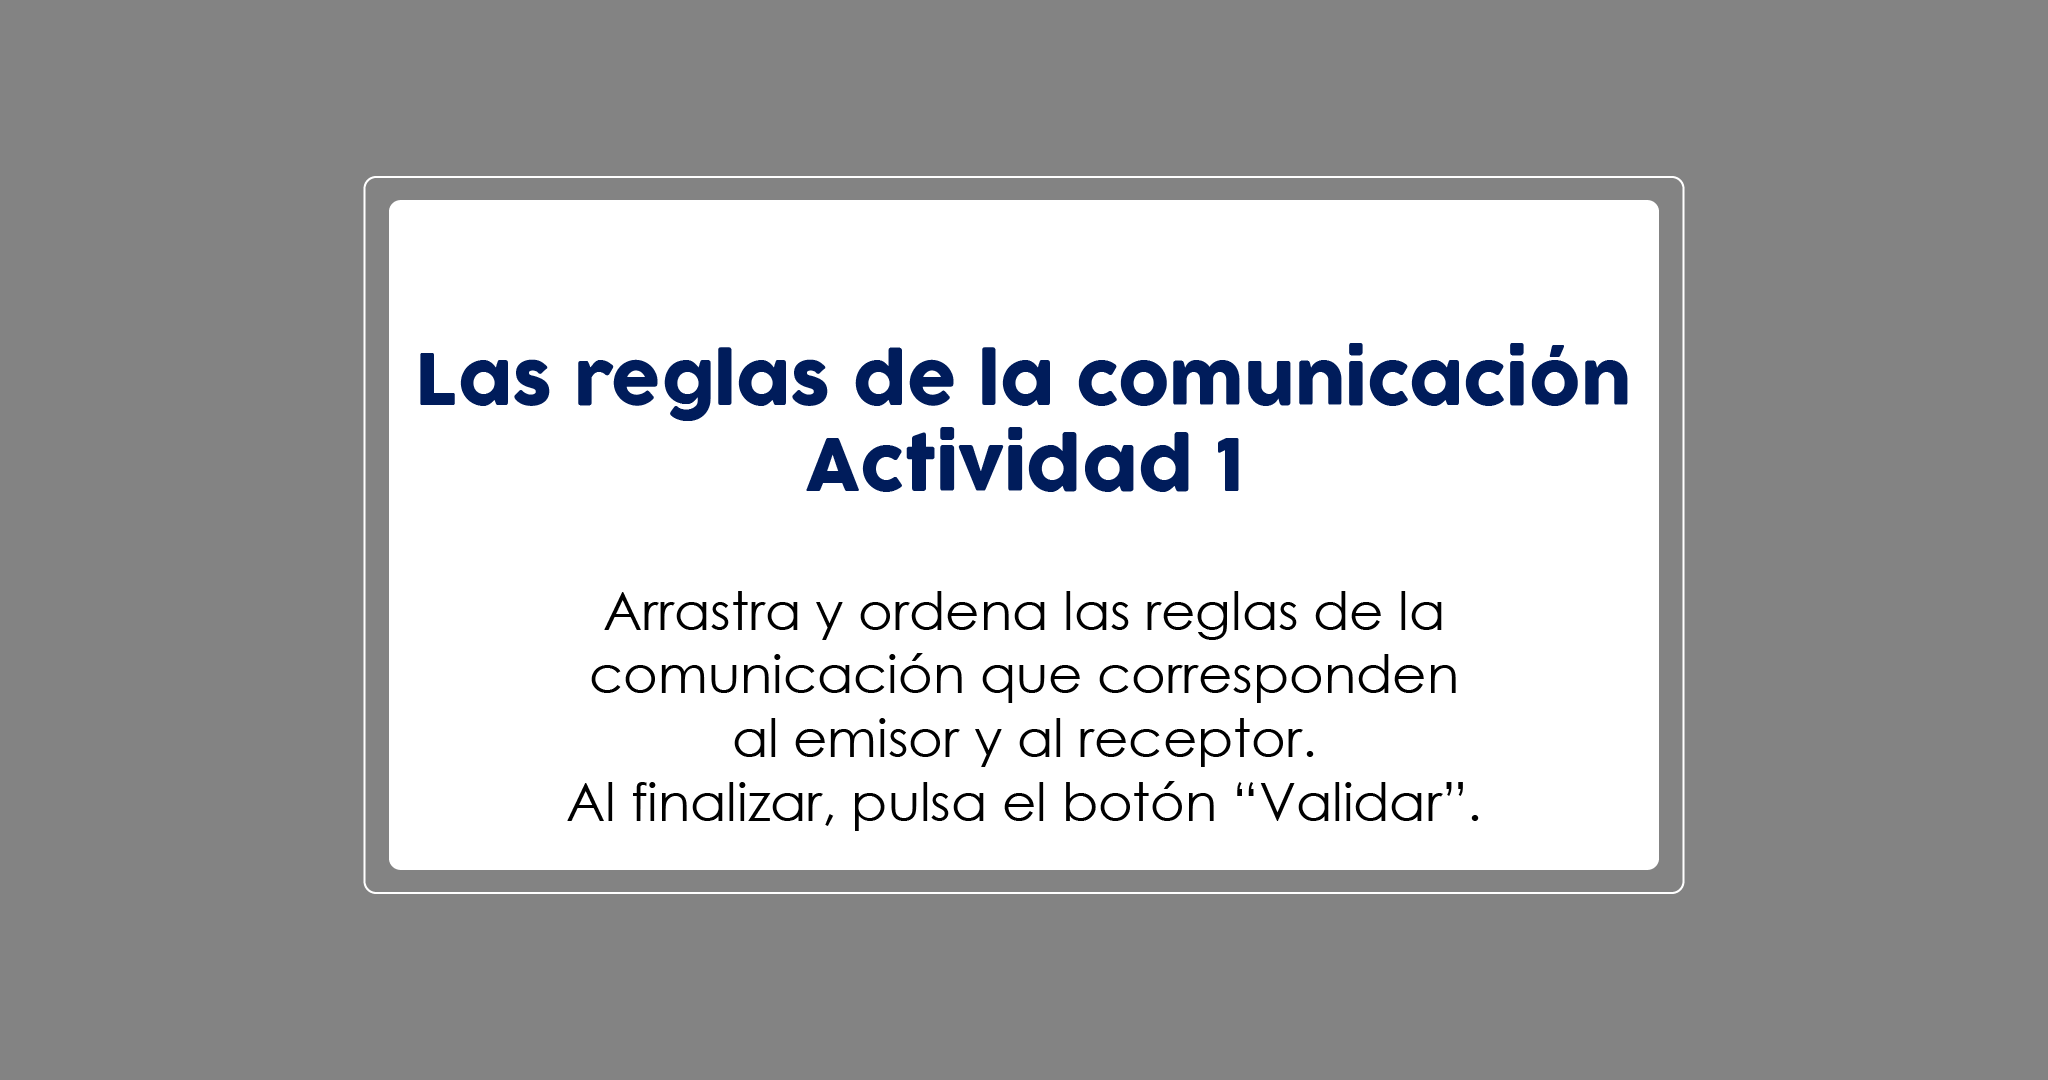 Las reglas de la comunicación
Actividad 1
Arrastra y ordena las reglas de la
comunicación que corresponden
al emisor y al receptor.
Al finalizar, pulsa el botón “Validar”.